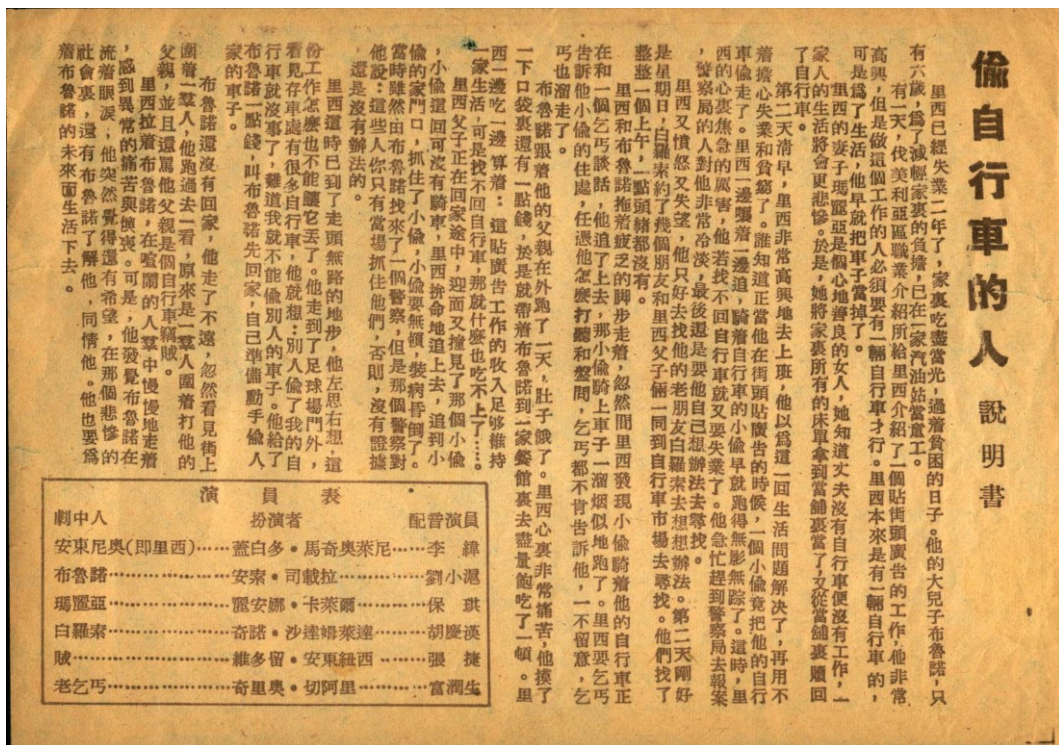 偷自行車的人 說明書
里西已經失業二年了，家裏吃盡當光，過着貧困的日子。他的大兒子布魯諾，只
有六歲，爲了減輕家裏的負擔，已在一家汽油站當童工。
有一天，伐美利亞區職業介紹所給里西介紹了一個貼街頭廣告的工作，他非常
高興，但是做這個工作的人必須要有一輛自行車才行。里西本來是有一輛自行車的，
可是爲了生活，他早就把車子當掉了。
里西的妻子瑪麗亞是個心地善良的女人，她知道丈夫沒有自行車便沒有工作，一
家人的生活將會更悲慘。於是，她將家裏所有的床單拿到當舖裏當了，又從當舖裏贖回
了自行車。
第二天清早，里西非常高興地去上班，他以爲這一回生活問題解决了，再用不
着擔心失業和貧窮了。誰知道正當他在街頭貼廣告的時候，一個小偷竟把他的自行
車偷走了。里西一邊嚷着一邊追，騎着自行車的小偷早就跑得無影無踪了。這時，里
西的心裏焦急的厲害，他若找不回自行車就又要失業了。他急忙趕到警察局去報案
，警察局的人對他非常冷淡，最後還是要他自己想辦法去尋找。
里西又憤怒又失望，他只好去找他的老朋友白羅索去想想辦法。第二天剛好
是星期日，白羅索約了幾個朋友和里西父子倆一同到自行車市場去尋找。他們找了
整整一個上午，一點頭緒都沒有。
里西和布魯諾拖着疲乏的脚步走着，忽然間里西發現小偷騎着他的自行車正
在和一個乞丐談話，他追了上去，那小偷騎上車子一溜烟似地跑了。里西要乞丐
告訴他小偷的住處，任憑他怎麼打聽和盤問，乞丐都不肯告訴他，一不留意，乞
丐也溜走了。
布魯諾跟着他的父親在外跑了一天，肚子餓了。里西心裏非常痛苦，他摸了
一下口袋裏還有一點錢，於是就帶着布魯諾到一家餐館裏去盡量飽吃了一頓。里
西一邊吃一邊算着：這貼廣告工作的收入足够維持
一家生活，可是找不回自行車，那就什麼也吃不上了……。
里西父子正在回家途中，迎面又撞見了那個小偷
，小偷這回可沒有騎車，里西拚命地追上去，追到小
偷的家門口，抓住了小偷，小偷要無賴，裝病昏倒了。
當時雖然由布魯諾找來了一個警察，但是那個警察對
他說：這些人你只有當場抓住他們，否則，沒有證據
，還是沒有辦法的。
里西這時已到了走頭無路的地步，他左思右想，這
份工作怎麼也不能讓它丟了。他走到了足球場門外，
看見存車處有很多自行車，他就想：別人偷了我的自
行車就沒事了，難道我就不能偷別人的車子。他給了
布魯諾一點錢，叫布魯諾先回家，自己準備動手偷人
家的車子。
布魯諾還沒有回家，他走了不遠，忽然看見街上
圍着一羣人，他跑過去一看，原來是一羣人圍着打他的
父親，並且還罵他父親是個自行車竊賊。
里西拉着布魯諾，在喧鬧的人羣中慢慢地走着
，感到異常的痛苦與頹喪。可是，他發覺布魯諾在
流着眼淚，他突然覺得還有希望，在那個悲慘的
社會裏，還有布魯諾了解他，同情他。他也要爲
着布魯諾的未來而生活下去。
演員表
劇中人 扮演者 配音演員
安東尼奥(即里西)……蓋白多·馬奇奥萊尼……李緯
布魯諾……安索·司載拉……劉小滬
瑪麗亞……麗安娜·卡萊爾……保琪
白羅索……奇諾·沙達姆萊達……胡慶漢
賊……維多留·安東紐西……張捷
老乞丐……奇里奥·切阿里……富潤生